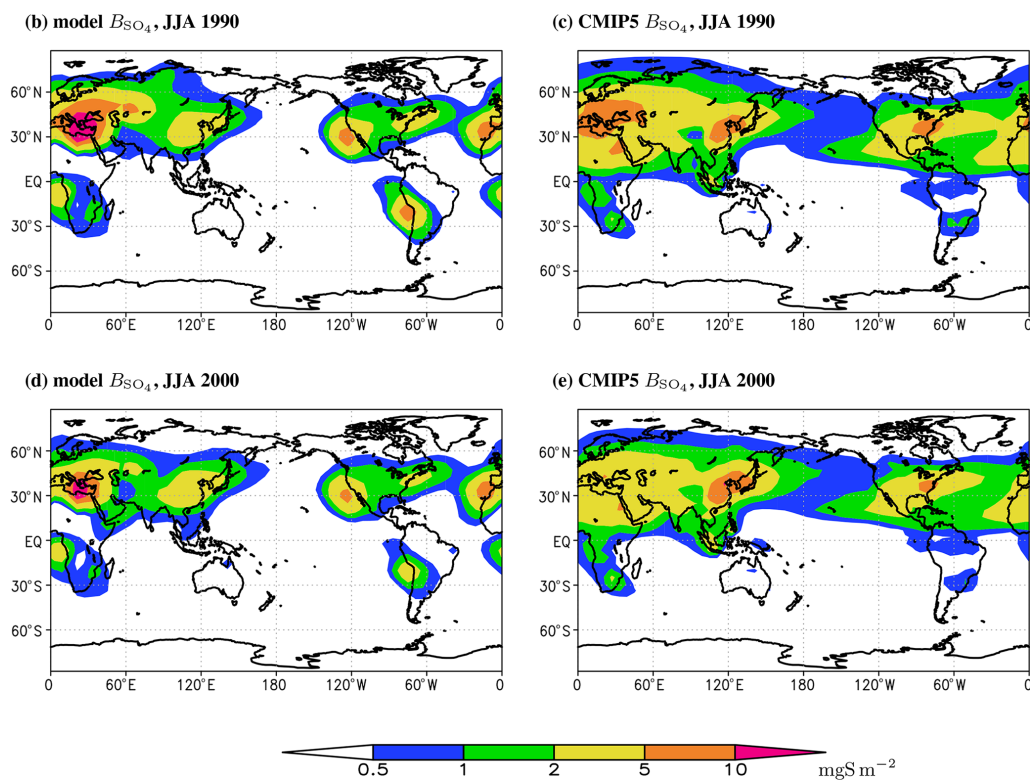 (b) model B_SO₄, JJA 1990
(c) CMIP5 B_SO₄, JJA 1990
60°N
30°N
EQ
30°S
60°S
0 60°E 120°E 120°W 60°W 0
60°N
30°N
EQ
30°S
60°S
0 60°E 120°E 180° 120°W 60°W 0
(d) model B_SO₄, JJA 2000
(e) CMIP5 B_SO₄, JJA 2000
60°N
30°N
EQ
30°S
60°S
0 60°E 120°E 120°W 60°W 0
60°N
30°N
EQ
30°S
60°S
0 60°E 120°E 180° 120°W 60°W 0
0.5 1 2 5 10 mgS m⁻²